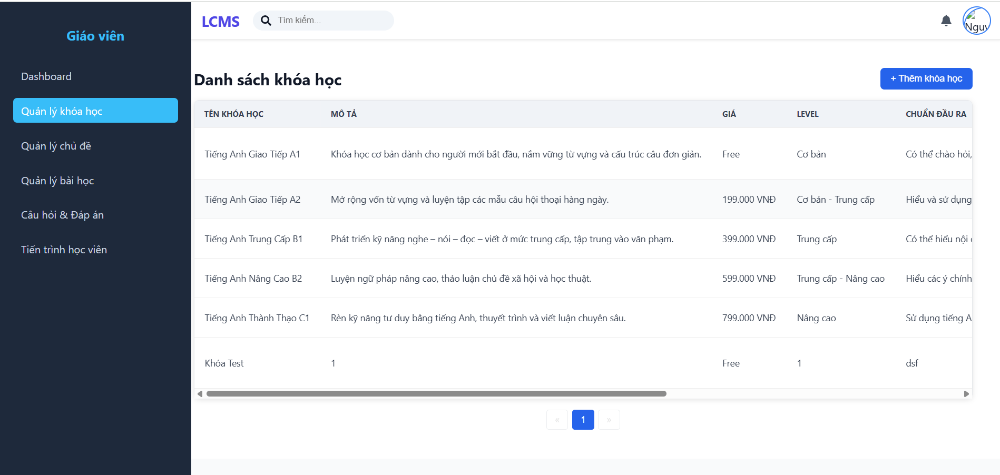 Giáo viên
Dashboard
Quản lý khóa học
Quản lý chủ đề
Quản lý bài học
Câu hỏi & Đáp án
Tiến trình học viên
LCMS
Tìm kiếm...
Nguy
Danh sách khóa học
+ Thêm khóa học
TÊN KHÓA HỌC MÔ TẢ GIÁ LEVEL CHUẨN ĐẦU RA
Tiếng Anh Giao Tiếp A1 Khóa học cơ bản dành cho người mới bắt đầu, nắm vững từ vựng và cấu trúc câu đơn giản. Free Cơ bản Có thể chào hỏi,
Tiếng Anh Giao Tiếp A2 Mở rộng vốn từ vựng và luyện tập các mẫu câu hội thoại hàng ngày. 199.000 VNĐ Cơ bản - Trung cấp Hiểu và sử dụng
Tiếng Anh Trung Cấp B1 Phát triển kỹ năng nghe – nói – đọc – viết ở mức trung cấp, tập trung vào văn phạm. 399.000 VNĐ Trung cấp Có thể hiểu nội
Tiếng Anh Nâng Cao B2 Luyện ngữ pháp nâng cao, thảo luận chủ đề xã hội và học thuật. 599.000 VNĐ Trung cấp - Nâng cao Hiểu các ý chính
Tiếng Anh Thành Thạo C1 Rèn kỹ năng tư duy bằng tiếng Anh, thuyết trình và viết luận chuyên sâu. 799.000 VNĐ Nâng cao Sử dụng tiếng A
Khóa Test 1 Free 1 dsf
« 1 »